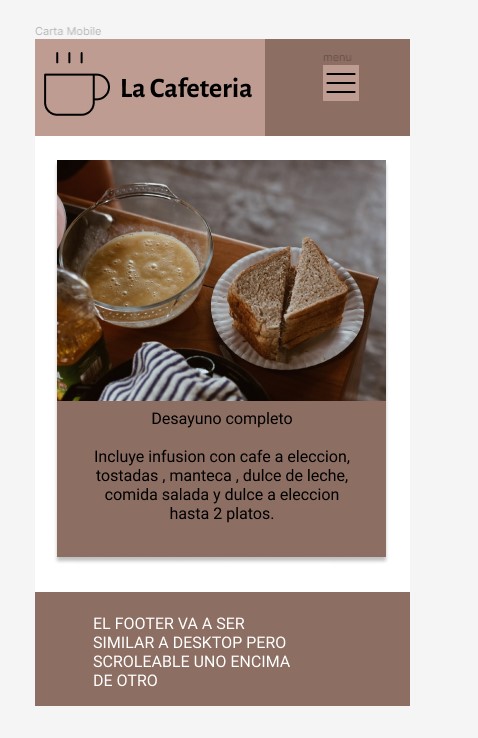 Carta Mobile
menu
La Cafeteria
Desayuno completo
Incluye infusion con cafe a eleccion,
tostadas , manteca , dulce de leche,
comida salada y dulce a eleccion
hasta 2 platos.
EL FOOTER VA A SER
SIMILAR A DESKTOP PERO
SCROLEABLE UNO ENCIMA
DE OTRO